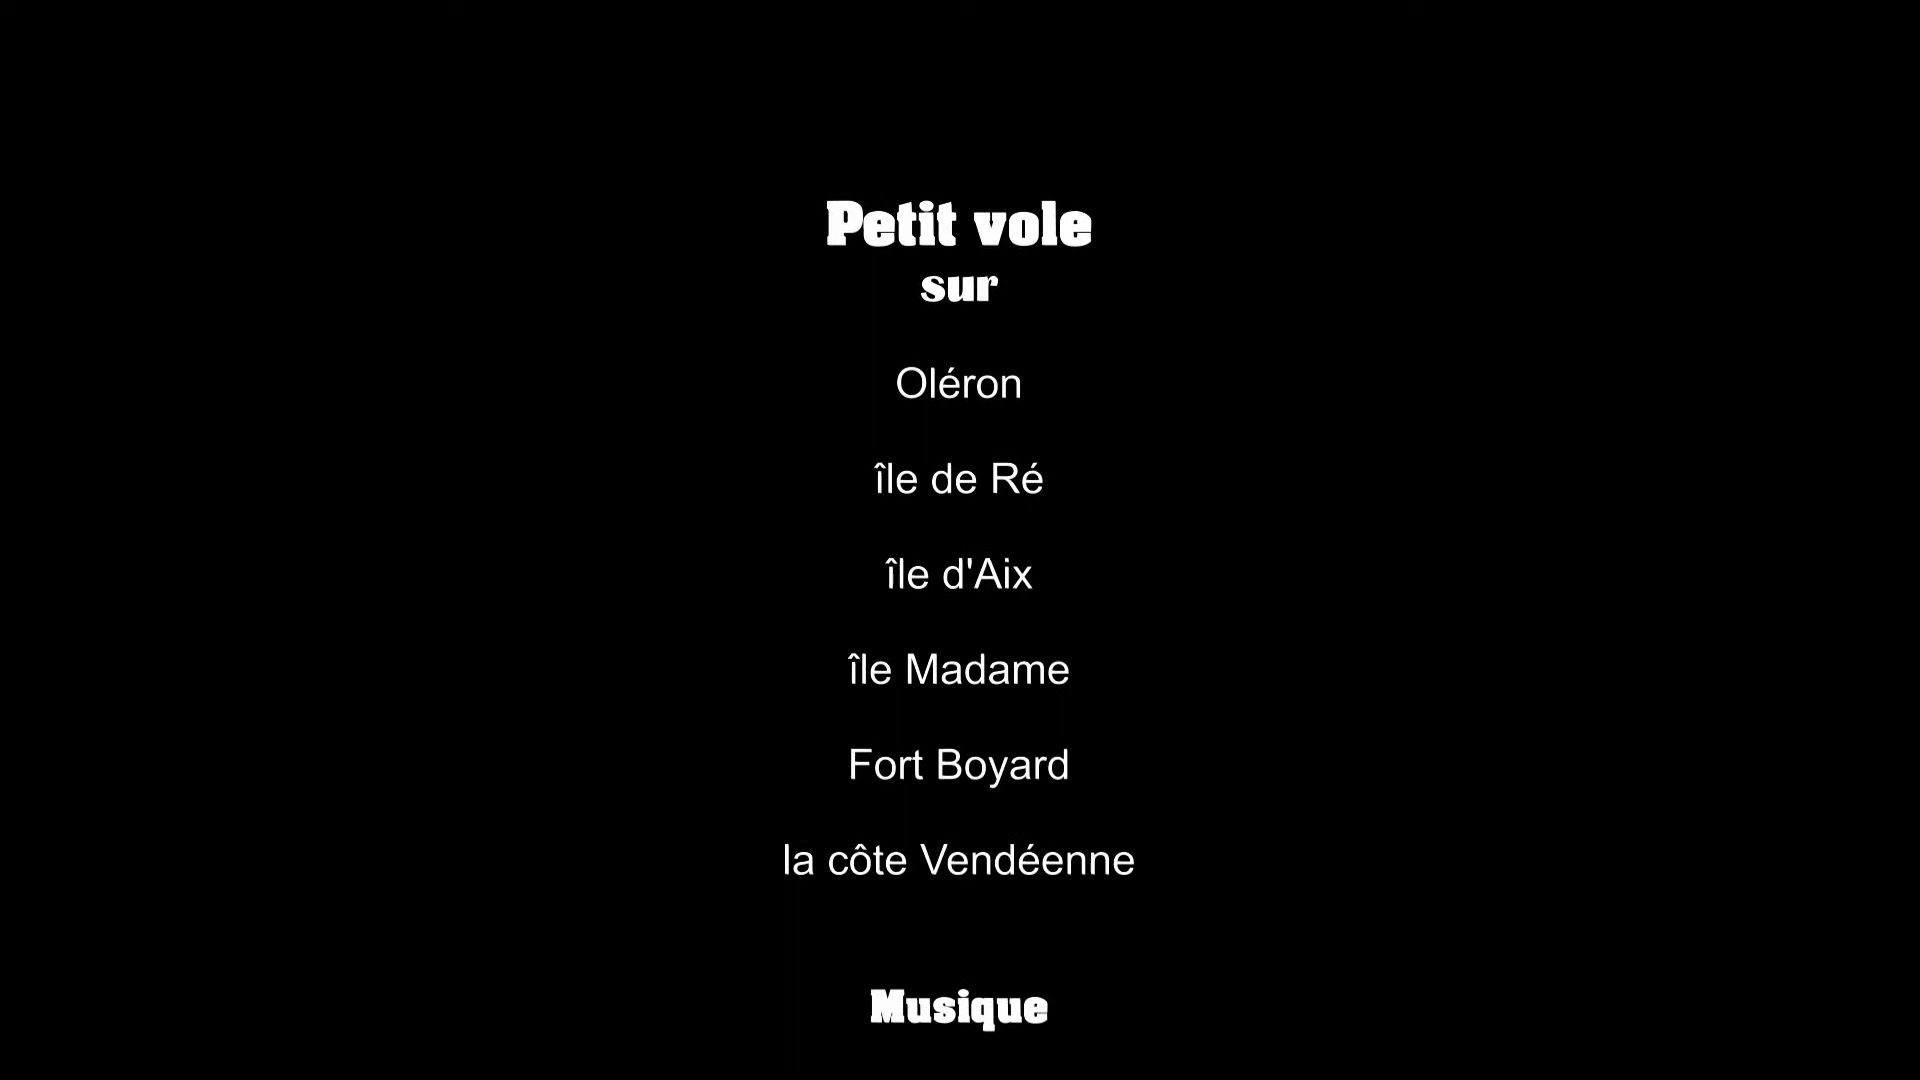 Petit vole
sur
Oléron
île de Ré
île d'Aix
île Madame
Fort Boyard
la côte Vendéenne
Musique